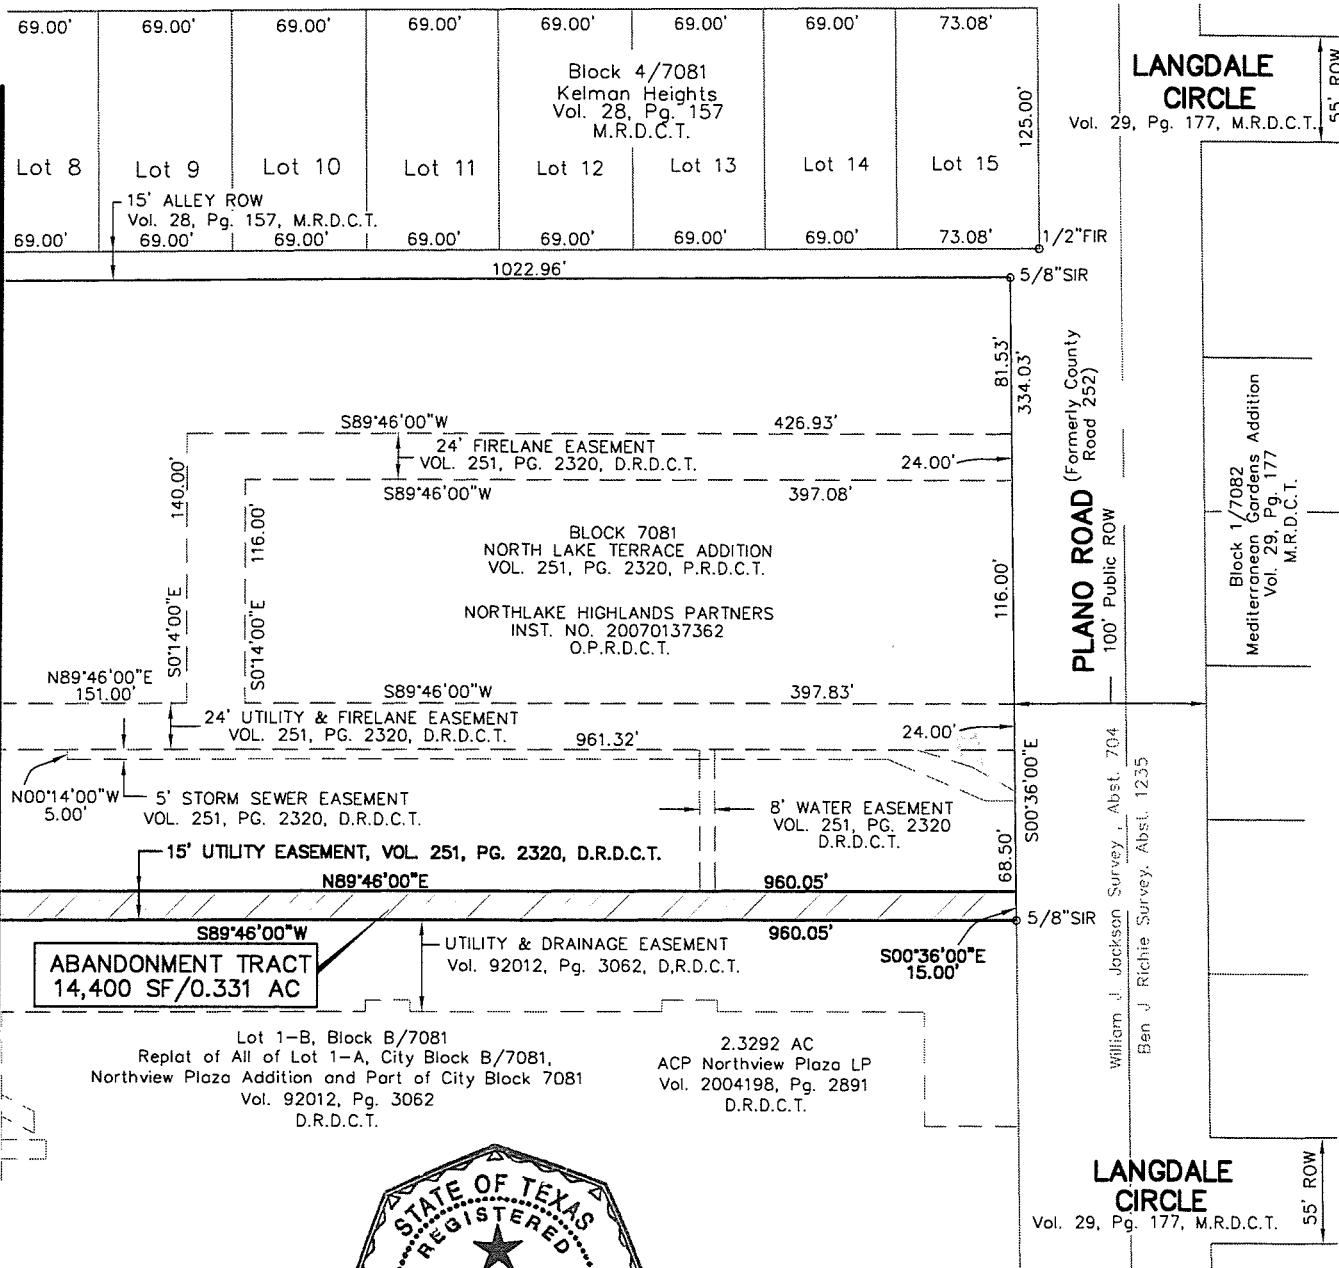 69.00' 69.00' 69.00' 69.00' 69.00' 69.00' 69.00' 73.08'
Block 4/7081
Kelman Heights
Vol. 28, Pg. 157
M.R.D.C.T.
125.00'
LANGDALE
CIRCLE
Vol. 29, Pg. 177, M.R.D.C.T.
55' ROW
Lot 8 Lot 9 Lot 10 Lot 11 Lot 12 Lot 13 Lot 14 Lot 15
15' ALLEY ROW
Vol. 28, Pg. 157, M.R.D.C.T.
69.00' 69.00' 69.00' 69.00' 69.00' 69.00' 69.00' 73.08'
1/2"FIR
1022.96'
5/8"SIR
81.53'
334.03'
PLANO ROAD (Formerly County
Road 252)
100' Public ROW
Block 1/7082
Mediterranean Gardens Addition
Vol. 29, Pg. 177
M.R.D.C.T.
S89°46'00"W 426.93'
24' FIRELANE EASEMENT
VOL. 251, PG. 2320, D.R.D.C.T.
24.00'
S89°46'00"W 397.08'
140.00'
S0°14'00"E
116.00'
S0°14'00"E
BLOCK 7081
NORTH LAKE TERRACE ADDITION
VOL. 251, PG. 2320, P.R.D.C.T.
NORTHLAKE HIGHLANDS PARTNERS
INST. NO. 20070137362
O.P.R.D.C.T.
116.00'
N89°46'00"E
151.00'
S89°46'00"W 397.83'
24' UTILITY & FIRELANE EASEMENT
VOL. 251, PG. 2320, D.R.D.C.T.
961.32'
24.00'
S00°36'00"E
N00°14'00"W
5.00'
5' STORM SEWER EASEMENT
VOL. 251, PG. 2320, D.R.D.C.T.
8' WATER EASEMENT
VOL. 251, PG. 2320
D.R.D.C.T.
68.50'
William J. Jackson Survey, Abst. 704
Ben J Richie Survey, Abst. 1235
15' UTILITY EASEMENT, VOL. 251, PG. 2320, D.R.D.C.T.
N89°46'00"E 960.05'
S89°46'00"W 960.05'
5/8"SIR
S00°36'00"E
15.00'
ABANDONMENT TRACT
14,400 SF/0.331 AC
UTILITY & DRAINAGE EASEMENT
Vol. 92012, Pg. 3062, D,R.D.C.T.
Lot 1-B, Block B/7081
Replat of All of Lot 1-A, City Block B/7081,
Northview Plaza Addition and Part of City Block 7081
Vol. 92012, Pg. 3062
D.R.D.C.T.
2.3292 AC
ACP Northview Plaza LP
Vol. 2004198, Pg. 2891
D.R.D.C.T.
LANGDALE
CIRCLE
Vol. 29, Pg. 177, M.R.D.C.T.
55' ROW
STATE OF TEXAS
REGISTERED